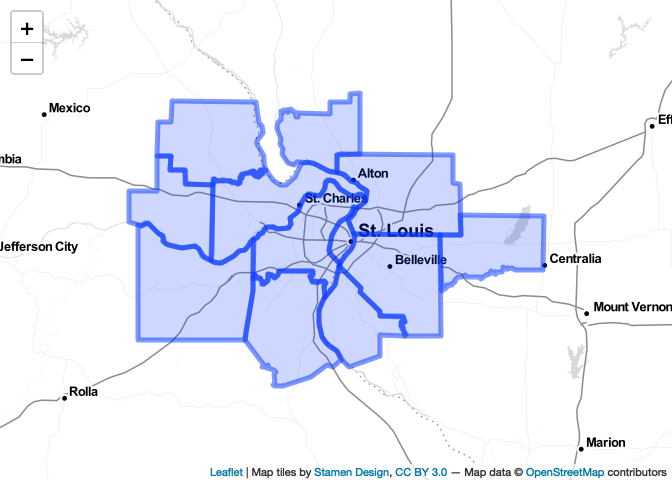 +
−
Mexico
Eff
mbia
Alton
St. Charles
St. Louis
Jefferson City
Belleville
Centralia
Mount Vernon
Rolla
Marion
Leaflet | Map tiles by Stamen Design, CC BY 3.0 — Map data © OpenStreetMap contributors